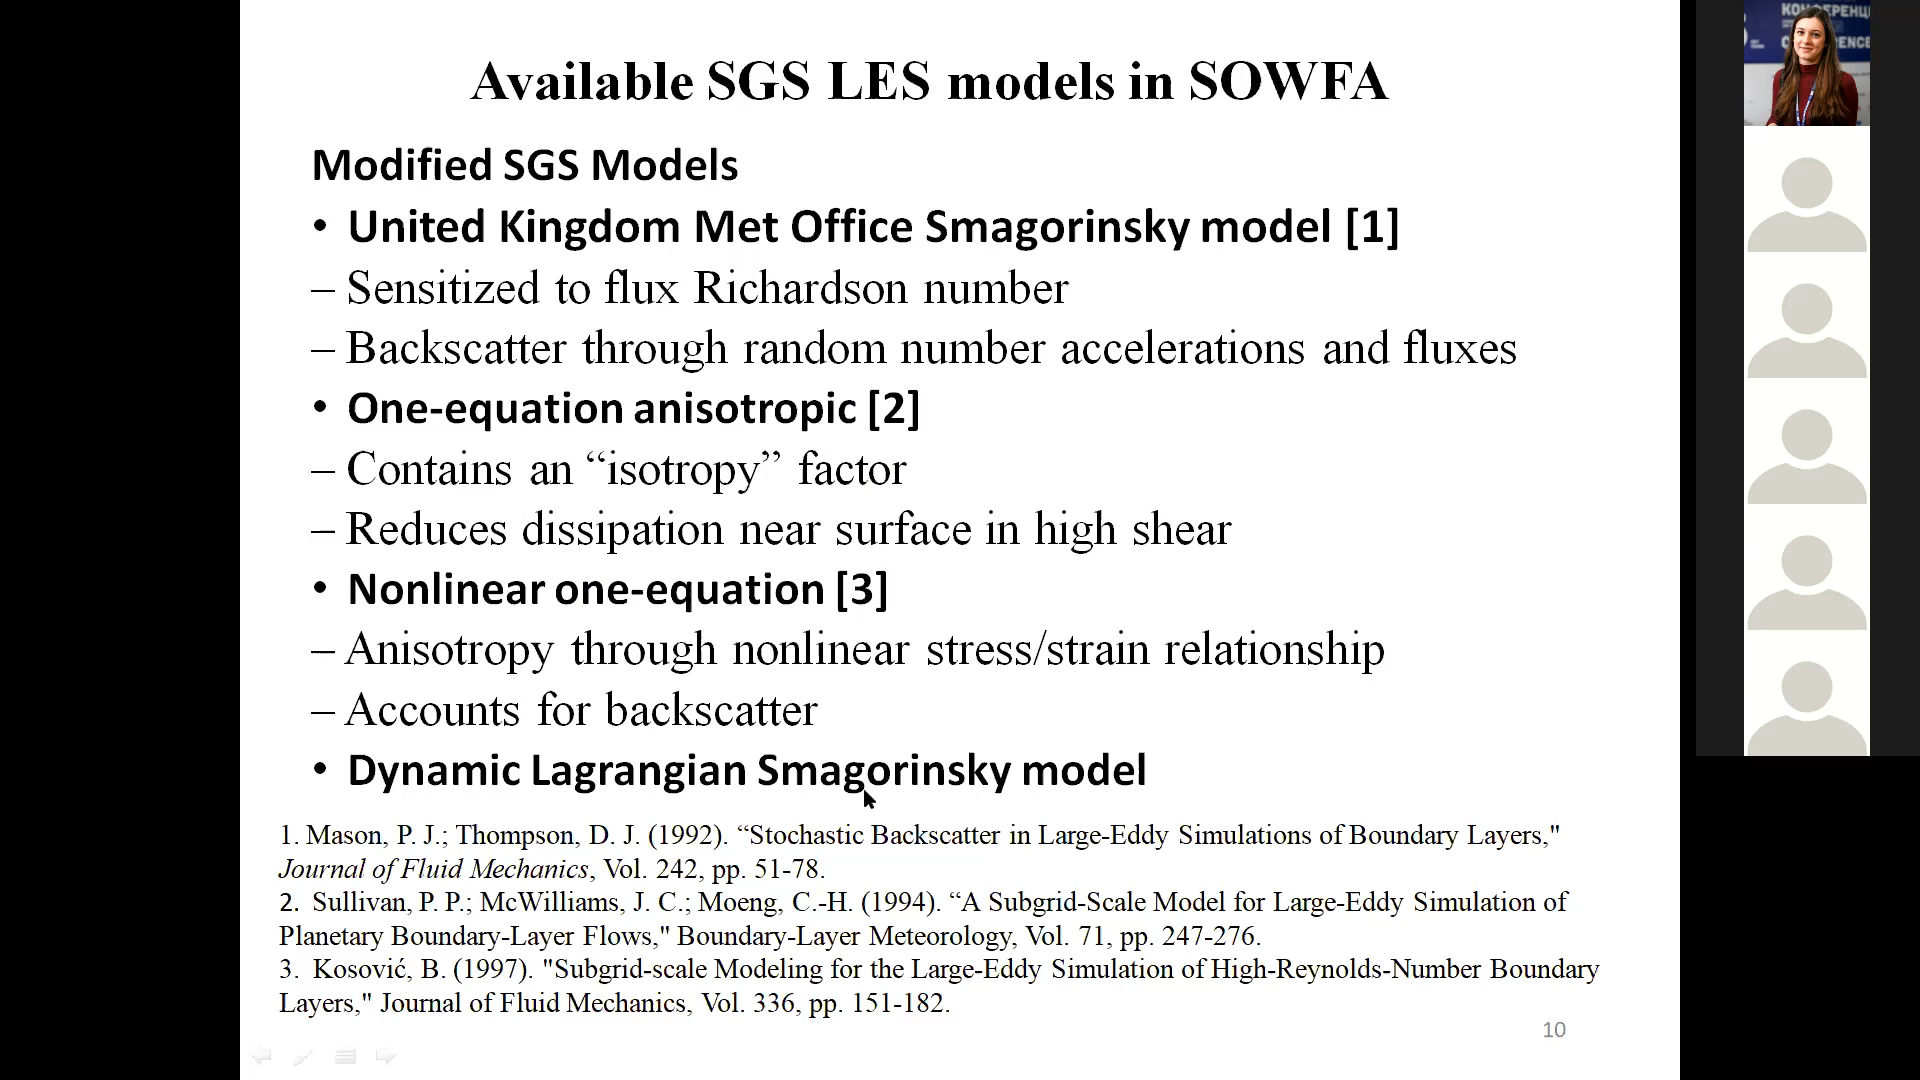 Available SGS LES models in SOWFA
Modified SGS Models
• United Kingdom Met Office Smagorinsky model [1]
– Sensitized to flux Richardson number
– Backscatter through random number accelerations and fluxes
• One-equation anisotropic [2]
– Contains an “isotropy” factor
– Reduces dissipation near surface in high shear
• Nonlinear one-equation [3]
– Anisotropy through nonlinear stress/strain relationship
– Accounts for backscatter
• Dynamic Lagrangian Smagorinsky model
1. Mason, P. J.; Thompson, D. J. (1992). “Stochastic Backscatter in Large-Eddy Simulations of Boundary Layers,"
Journal of Fluid Mechanics, Vol. 242, pp. 51-78.
2. Sullivan, P. P.; McWilliams, J. C.; Moeng, C.-H. (1994). “A Subgrid-Scale Model for Large-Eddy Simulation of
Planetary Boundary-Layer Flows," Boundary-Layer Meteorology, Vol. 71, pp. 247-276.
3. Kosović, B. (1997). "Subgrid-scale Modeling for the Large-Eddy Simulation of High-Reynolds-Number Boundary
Layers," Journal of Fluid Mechanics, Vol. 336, pp. 151-182.
10